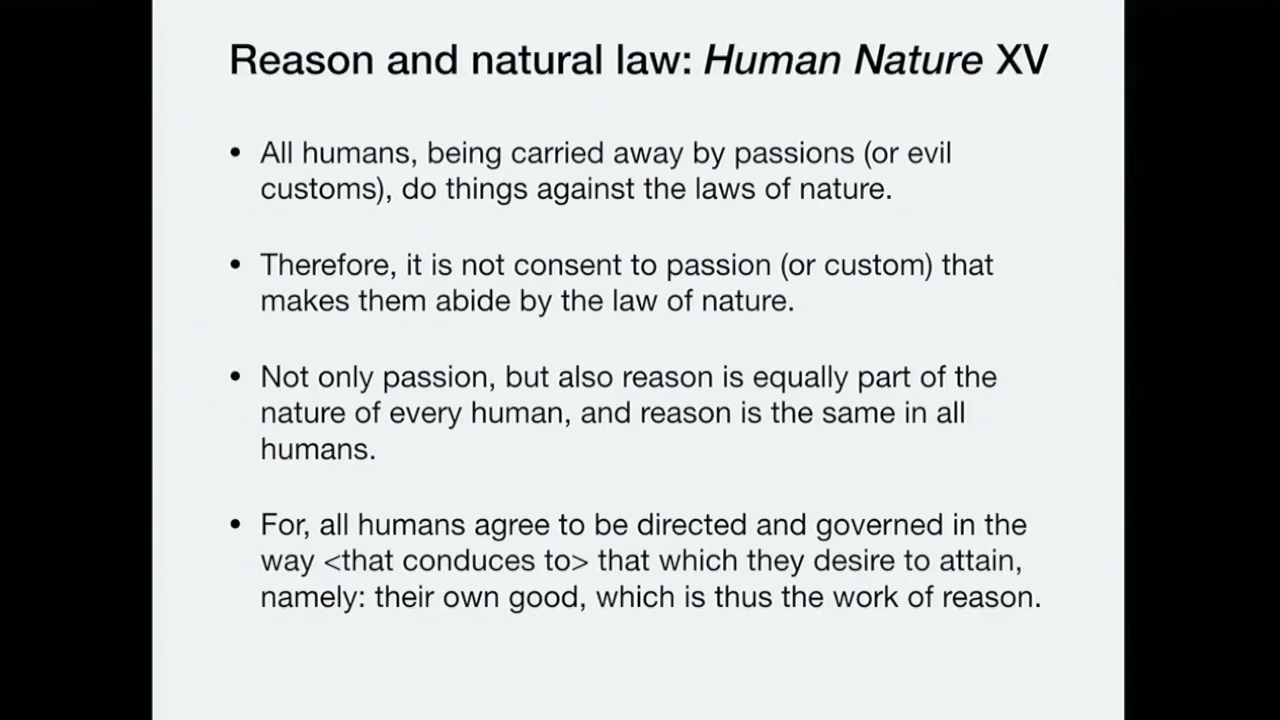 Reason and natural law: Human Nature XV
• All humans, being carried away by passions (or evil
customs), do things against the laws of nature.
• Therefore, it is not consent to passion (or custom) that
makes them abide by the law of nature.
• Not only passion, but also reason is equally part of the
nature of every human, and reason is the same in all
humans.
• For, all humans agree to be directed and governed in the
way <that conduces to> that which they desire to attain,
namely: their own good, which is thus the work of reason.